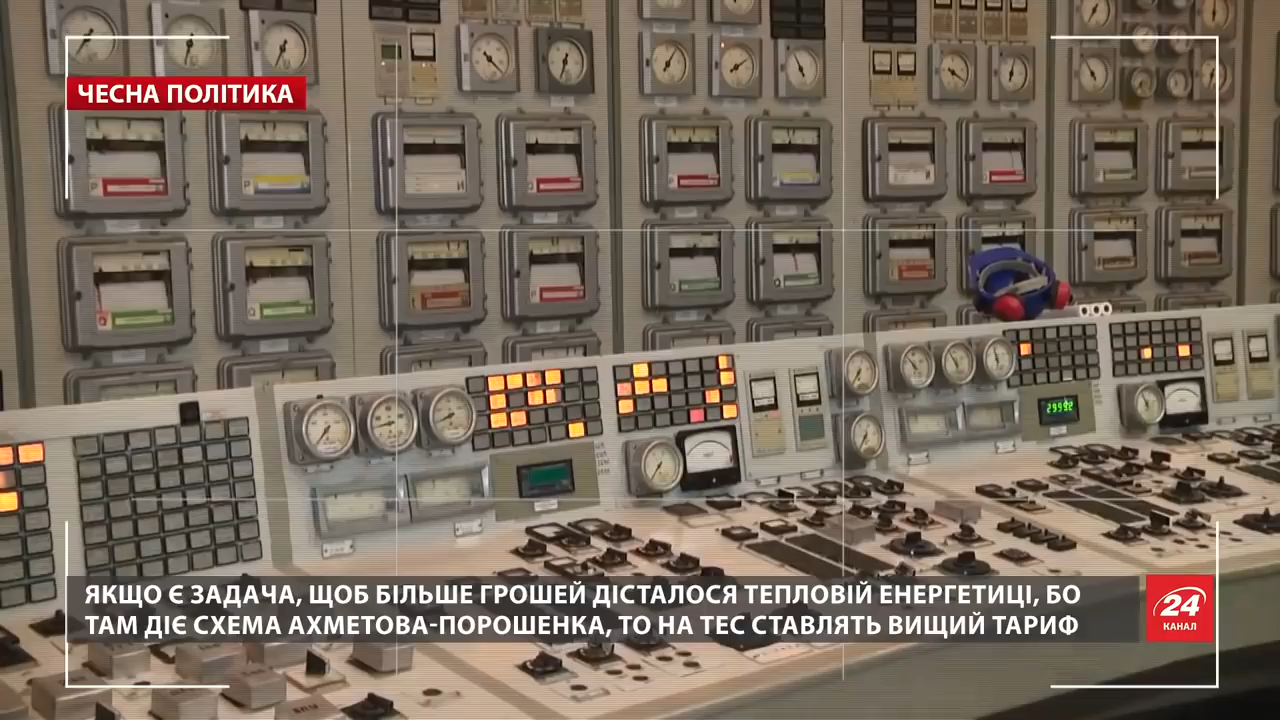 ЧЕСНА ПОЛІТИКА
ЯКЩО Є ЗАДАЧА, ЩОБ БІЛЬШЕ ГРОШЕЙ ДІСТАЛОСЯ ТЕПЛОВІЙ ЕНЕРГЕТИЦІ, БО
ТАМ ДІЄ СХЕМА АХМЕТОВА-ПОРОШЕНКА, ТО НА ТЕС СТАВЛЯТЬ ВИЩИЙ ТАРИФ
24
КАНАЛ